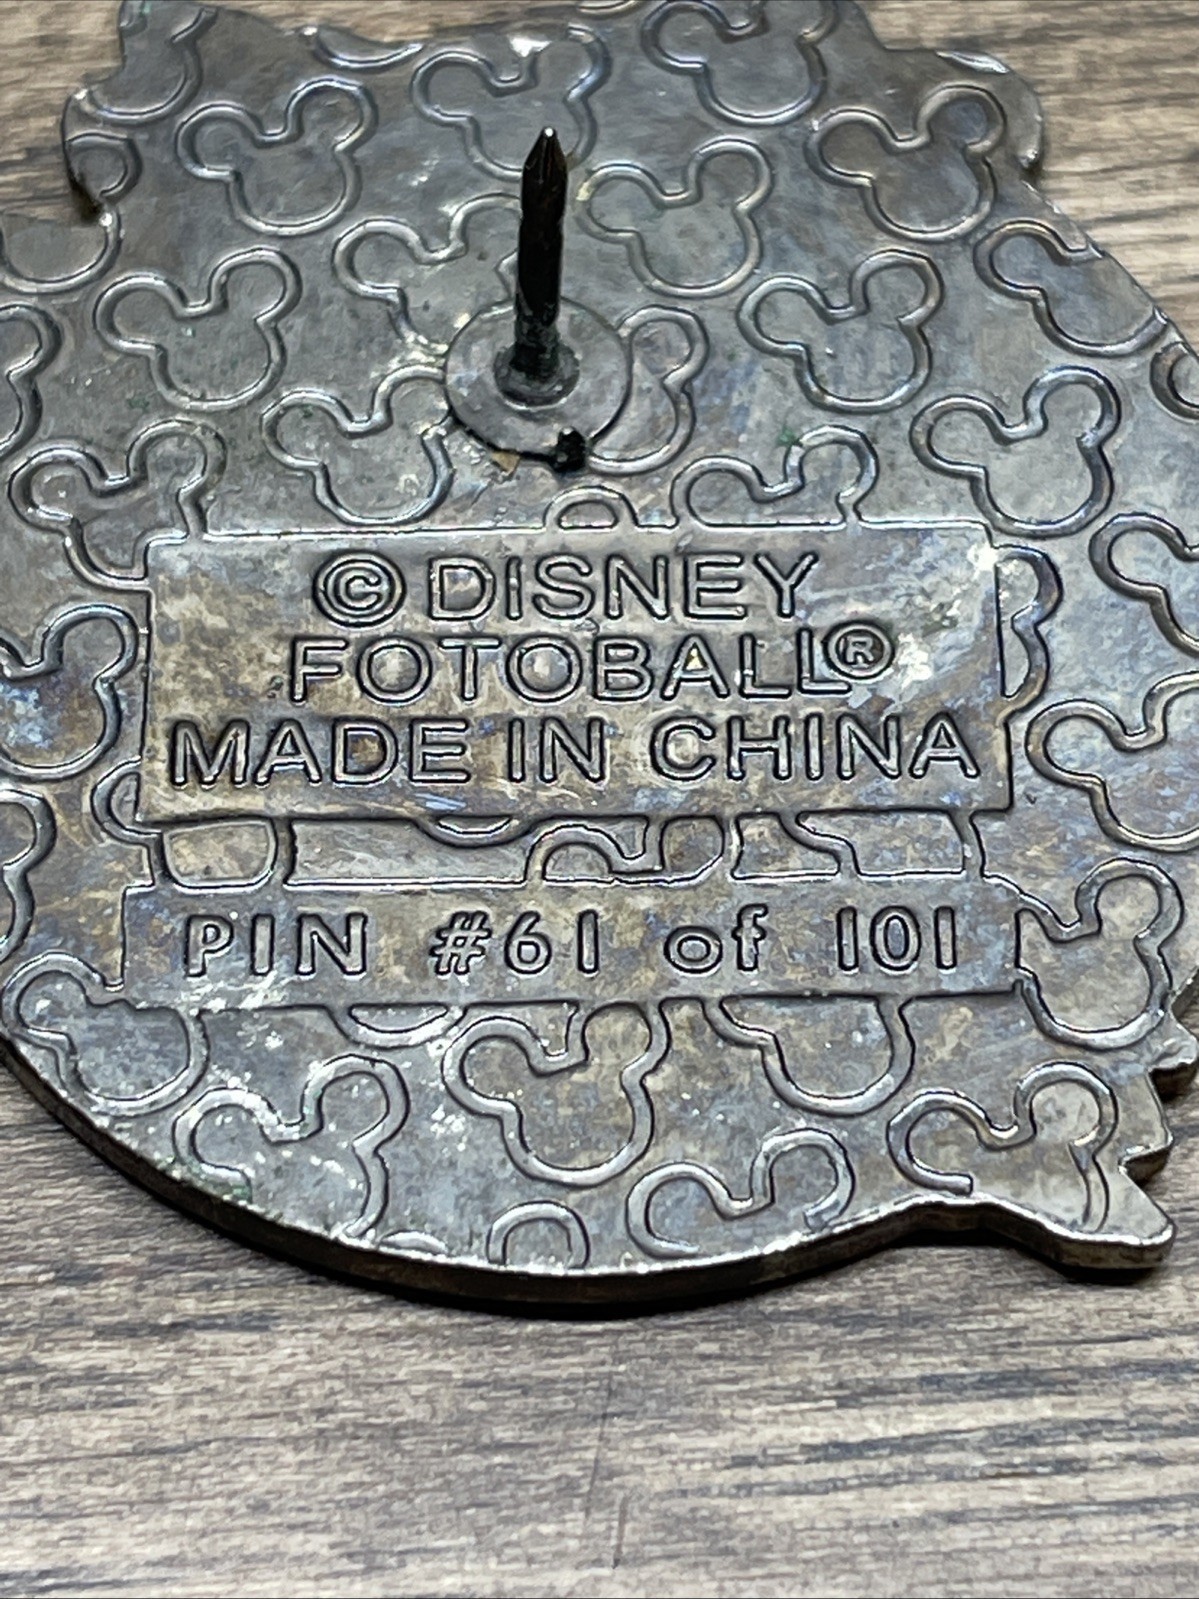 © DISNEY
FOTOBALL®
MADE IN CHINA
PIN #61 of 101